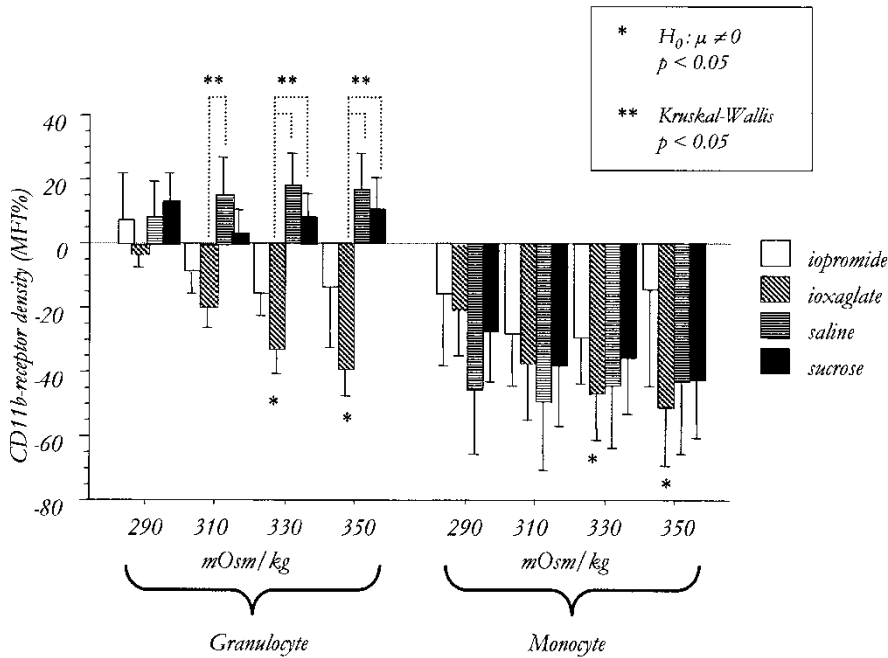 * H₀: μ ≠ 0
p < 0.05
** Kruskal-Wallis
p < 0.05
** ** **
CD11b-receptor density (MFI%)
40
20
0
-20
-40
-60
-80
* *
* *
iopromide
ioxaglate
saline
sucrose
290 310 330 350 290 310 330 350
mOsm/kg mOsm/kg
Granulocyte Monocyte